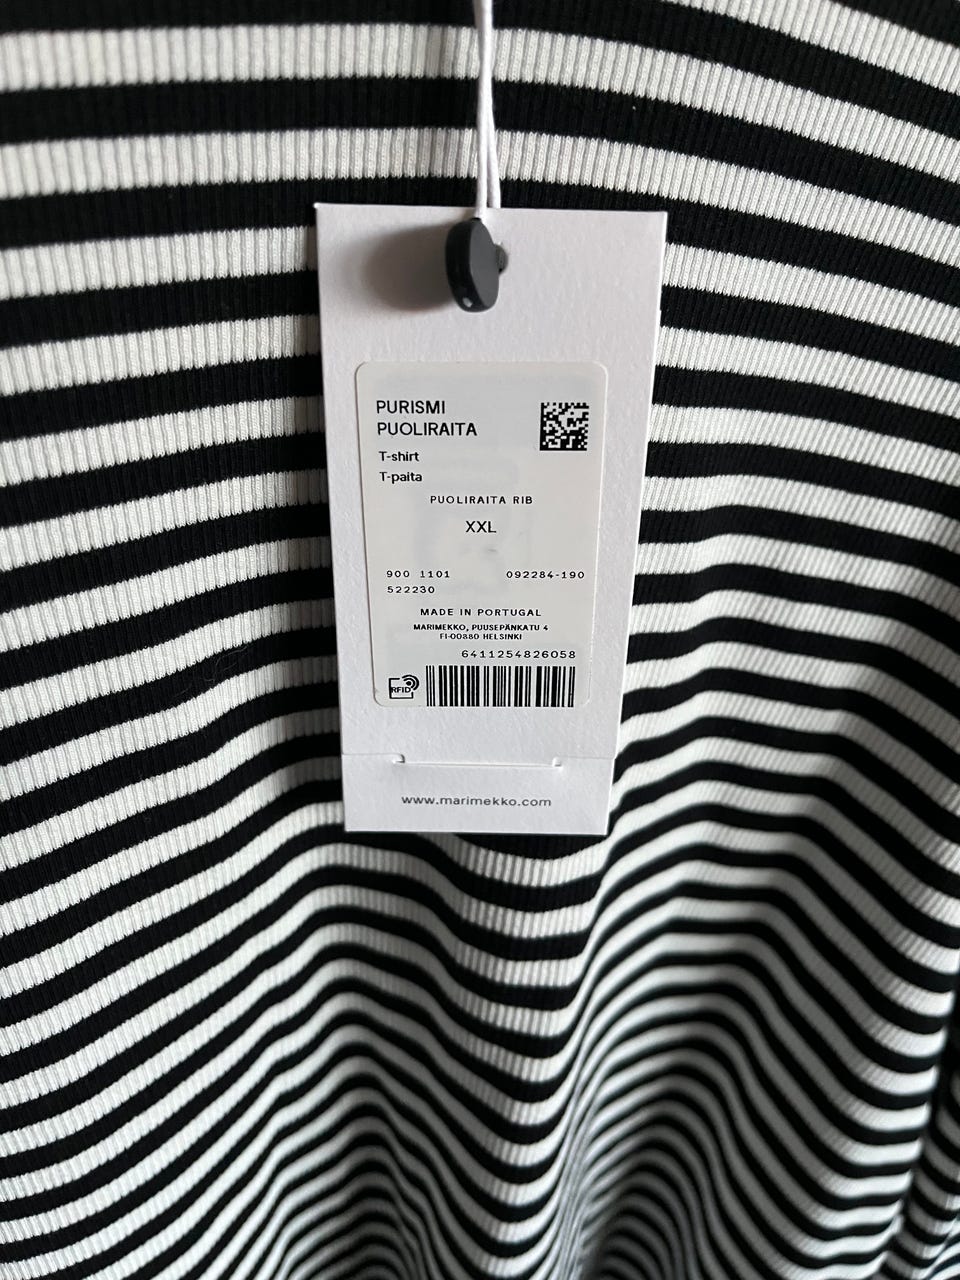 PURISMI
PUOLIRAITA
T-shirt
T-paita
PUOLIRAITA RIB
XXL
900 1101 092284-190
522230
MADE IN PORTUGAL
MARIMEKKO, PUUSEPÄNKATU 4
FI-00880 HELSINKI
6411254826058
RFID
www.marimekko.com